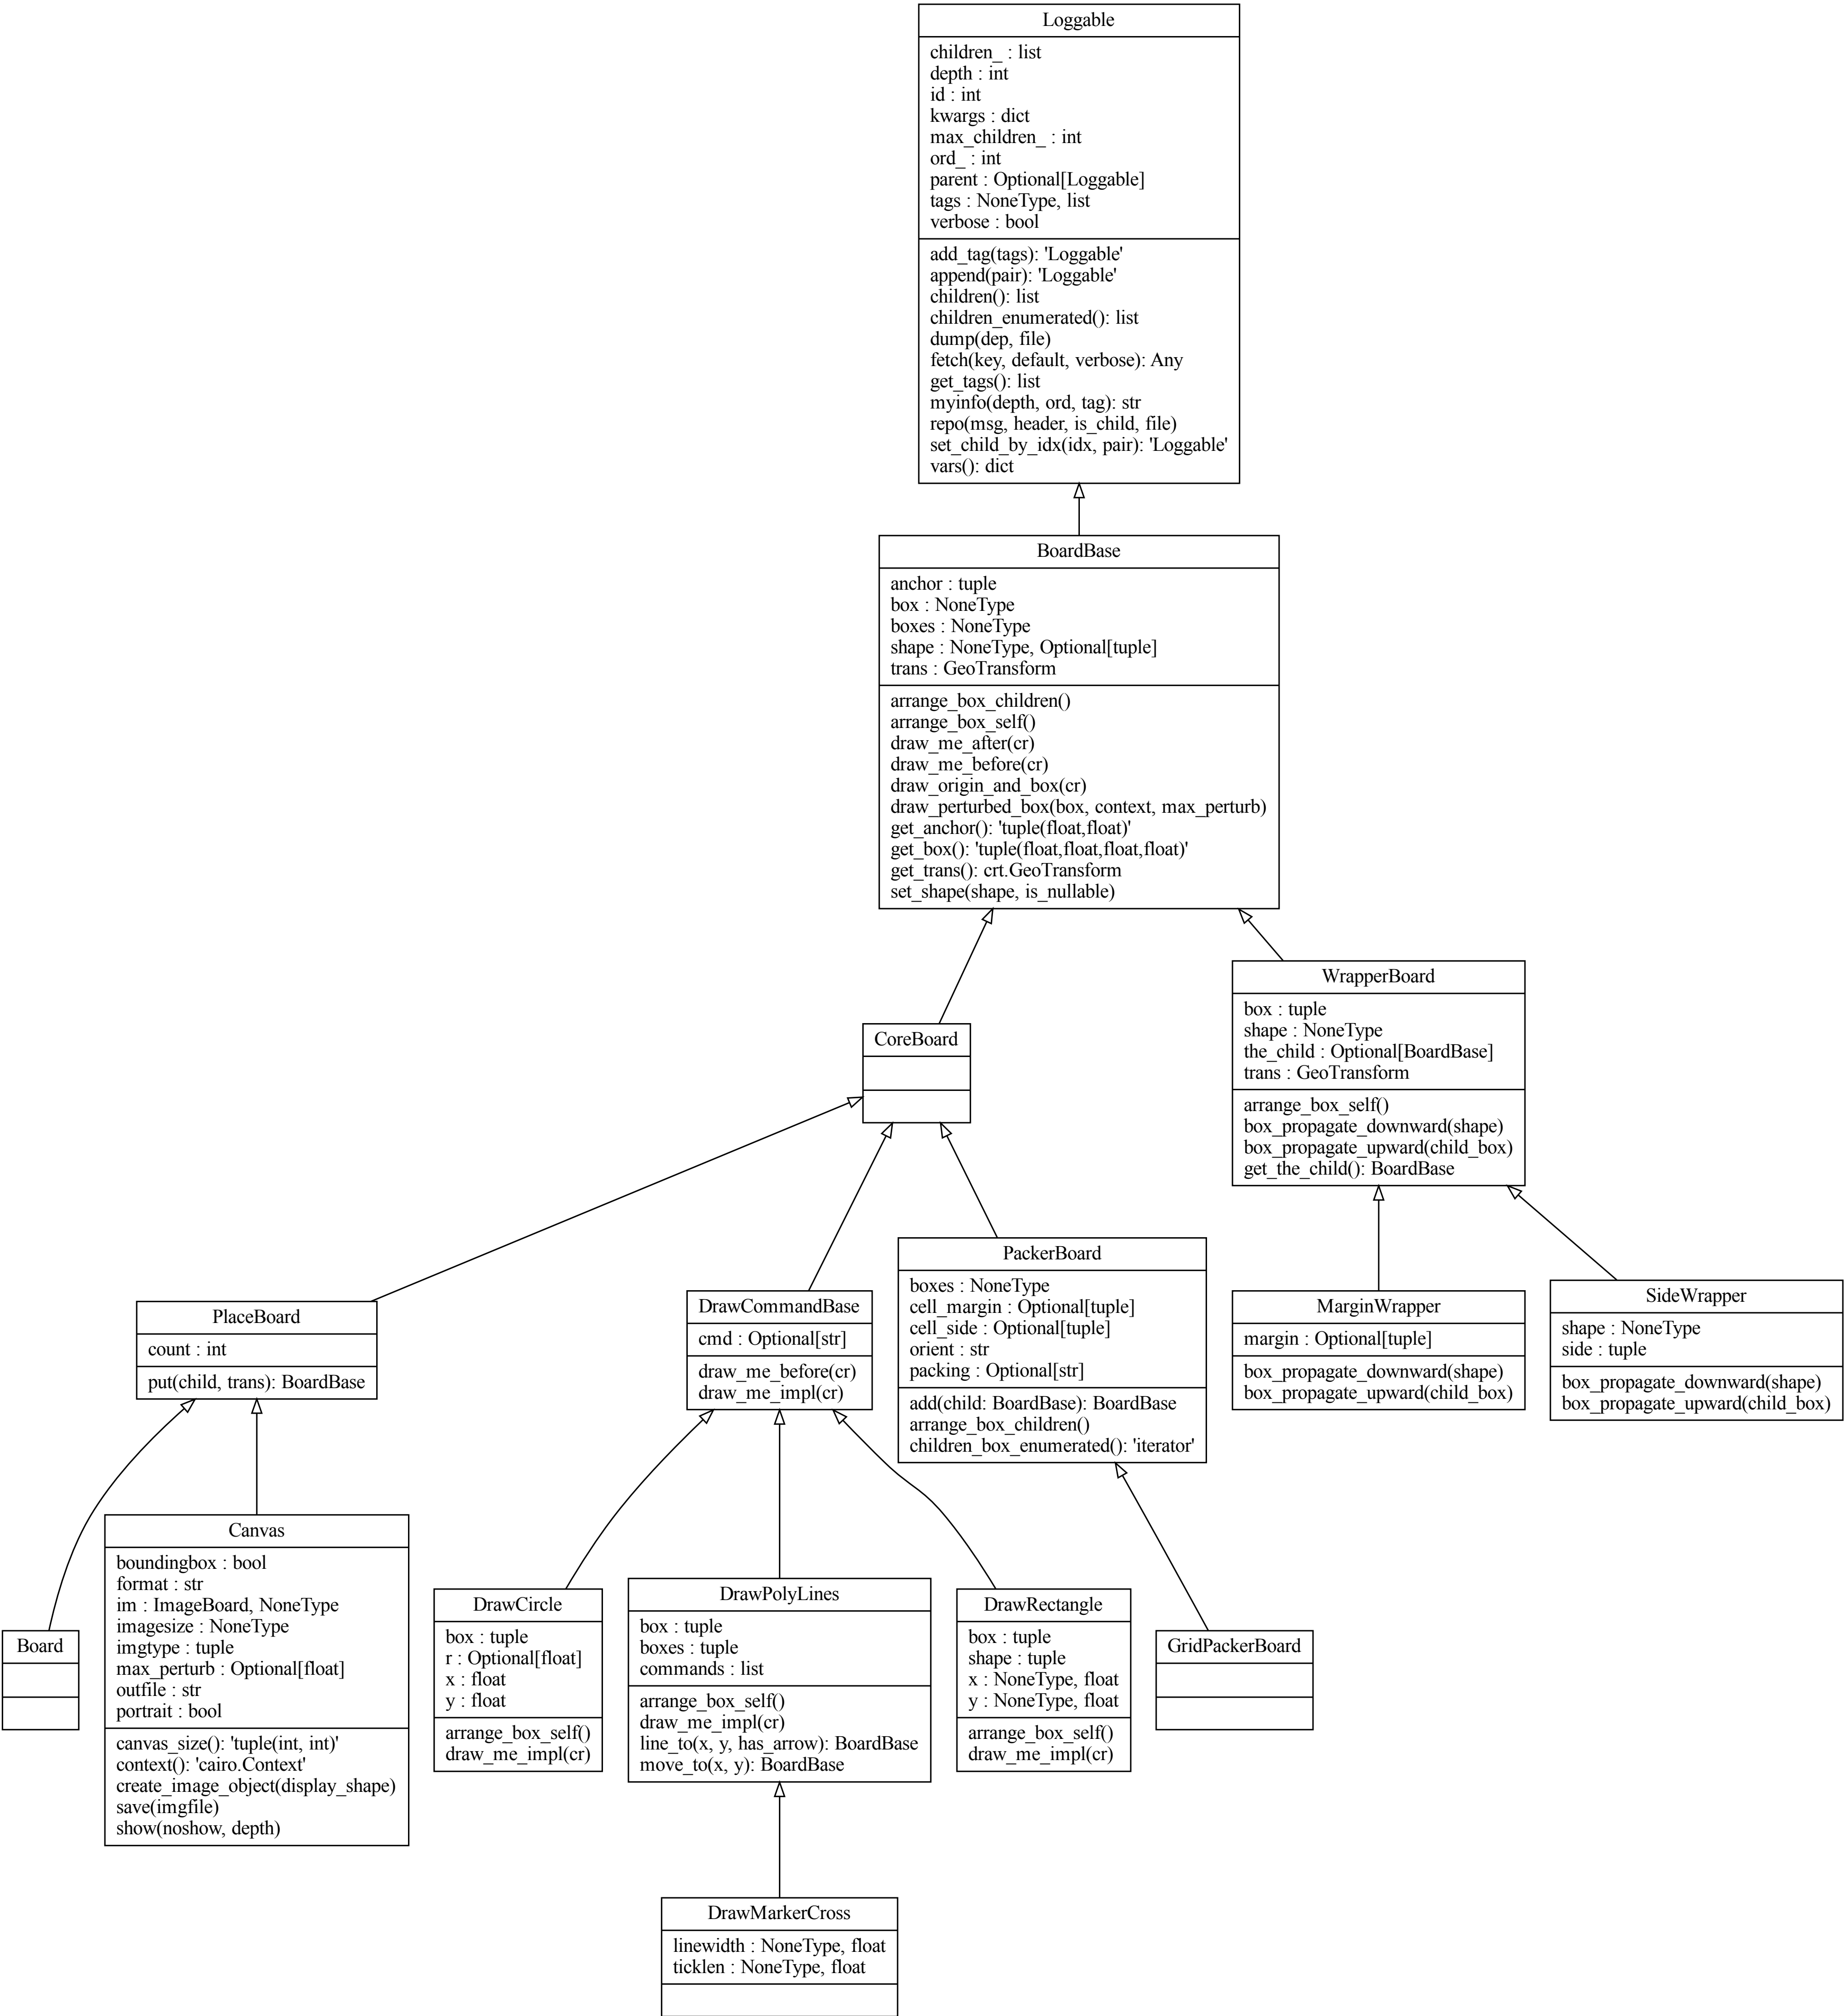 Loggable
children_ : list
depth : int
id : int
kwargs : dict
max_children_ : int
ord_ : int
parent : Optional[Loggable]
tags : NoneType, list
verbose : bool
add_tag(tags): 'Loggable'
append(pair): 'Loggable'
children(): list
children_enumerated(): list
dump(dep, file)
fetch(key, default, verbose): Any
get_tags(): list
myinfo(depth, ord, tag): str
repo(msg, header, is_child, file)
set_child_by_idx(idx, pair): 'Loggable'
vars(): dict
BoardBase
anchor : tuple
box : NoneType
boxes : NoneType
shape : NoneType, Optional[tuple]
trans : GeoTransform
arrange_box_children()
arrange_box_self()
draw_me_after(cr)
draw_me_before(cr)
draw_origin_and_box(cr)
draw_perturbed_box(box, context, max_perturb)
get_anchor(): 'tuple(float,float)'
get_box(): 'tuple(float,float,float,float)'
get_trans(): crt.GeoTransform
set_shape(shape, is_nullable)
CoreBoard
WrapperBoard
box : tuple
shape : NoneType
the_child : Optional[BoardBase]
trans : GeoTransform
arrange_box_self()
box_propagate_downward(shape)
box_propagate_upward(child_box)
get_the_child(): BoardBase
PlaceBoard
count : int
put(child, trans): BoardBase
DrawCommandBase
cmd : Optional[str]
draw_me_before(cr)
draw_me_impl(cr)
PackerBoard
boxes : NoneType
cell_margin : Optional[tuple]
cell_side : Optional[tuple]
orient : str
packing : Optional[str]
add(child: BoardBase): BoardBase
arrange_box_children()
children_box_enumerated(): 'iterator'
MarginWrapper
margin : Optional[tuple]
box_propagate_downward(shape)
box_propagate_upward(child_box)
SideWrapper
shape : NoneType
side : tuple
box_propagate_downward(shape)
box_propagate_upward(child_box)
Board
Canvas
boundingbox : bool
format : str
im : ImageBoard, NoneType
imagesize : NoneType
imgtype : tuple
max_perturb : Optional[float]
outfile : str
portrait : bool
canvas_size(): 'tuple(int, int)'
context(): 'cairo.Context'
create_image_object(display_shape)
save(imgfile)
show(noshow, depth)
DrawCircle
box : tuple
r : Optional[float]
x : float
y : float
arrange_box_self()
draw_me_impl(cr)
DrawPolyLines
box : tuple
boxes : tuple
commands : list
arrange_box_self()
draw_me_impl(cr)
line_to(x, y, has_arrow): BoardBase
move_to(x, y): BoardBase
DrawRectangle
box : tuple
shape : tuple
x : NoneType, float
y : NoneType, float
arrange_box_self()
draw_me_impl(cr)
GridPackerBoard
DrawMarkerCross
linewidth : NoneType, float
ticklen : NoneType, float